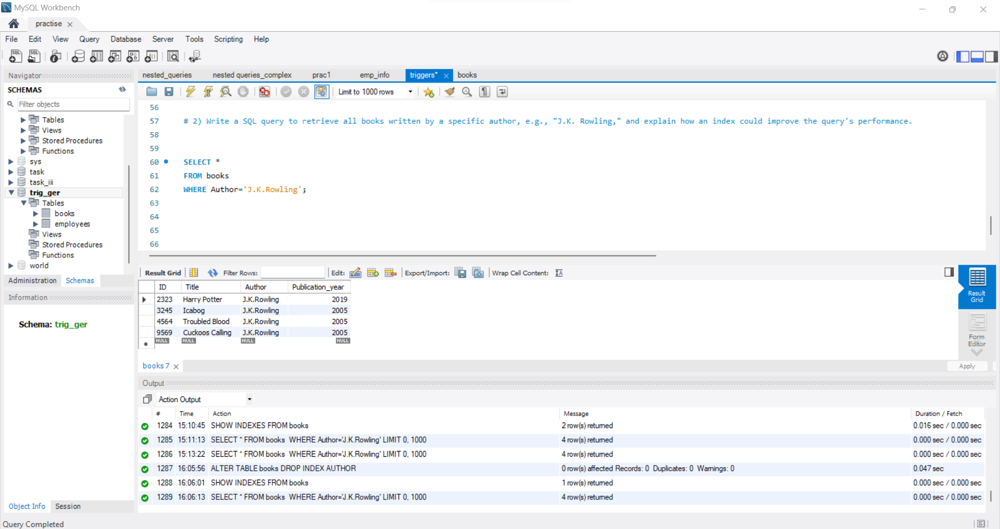 MySQL Workbench
practise
File Edit View Query Database Server Tools Scripting Help
Navigator
SCHEMAS
Filter objects
Tables
Views
Stored Procedures
Functions
sys
task
task_iii
trig_ger
Tables
books
employees
Views
Stored Procedures
Functions
world
Administration Schemas
Information
Schema: trig_ger
Object Info Session
nested_queries nested queries_complex prac1 emp_info triggers* books
Limit to 1000 rows
56
57 # 2) Write a SQL query to retrieve all books written by a specific author, e.g., "J.K. Rowling," and explain how an index could improve the query's performance.
58
59
60 SELECT *
61 FROM books
62 WHERE Author='J.K.Rowling';
63
64
65
66
Result Grid Filter Rows: Edit: Export/Import: Wrap Cell Content:
ID Title Author Publication_year
2323 Harry Potter J.K.Rowling 2019
3245 Icabog J.K.Rowling 2005
4564 Troubled Blood J.K.Rowling 2005
9569 Cuckoos Calling J.K.Rowling 2005
NULL NULL NULL NULL
Result
Grid
Form
Editor
books 7
Apply
Output
Action Output
# Time Action Message Duration / Fetch
1284 15:10:45 SHOW INDEXES FROM books 2 row(s) returned 0.016 sec / 0.000 sec
1285 15:11:13 SELECT * FROM books WHERE Author='J.K.Rowling' LIMIT 0, 1000 4 row(s) returned 0.000 sec / 0.000 sec
1286 15:13:22 SELECT * FROM books WHERE Author='J.K.Rowling' LIMIT 0, 1000 4 row(s) returned 0.000 sec / 0.000 sec
1287 16:05:56 ALTER TABLE books DROP INDEX AUTHOR 0 row(s) affected Records: 0 Duplicates: 0 Warnings: 0 0.047 sec
1288 16:06:01 SHOW INDEXES FROM books 1 row(s) returned 0.000 sec / 0.000 sec
1289 16:06:13 SELECT * FROM books WHERE Author='J.K.Rowling' LIMIT 0, 1000 4 row(s) returned 0.000 sec / 0.000 sec
Query Completed